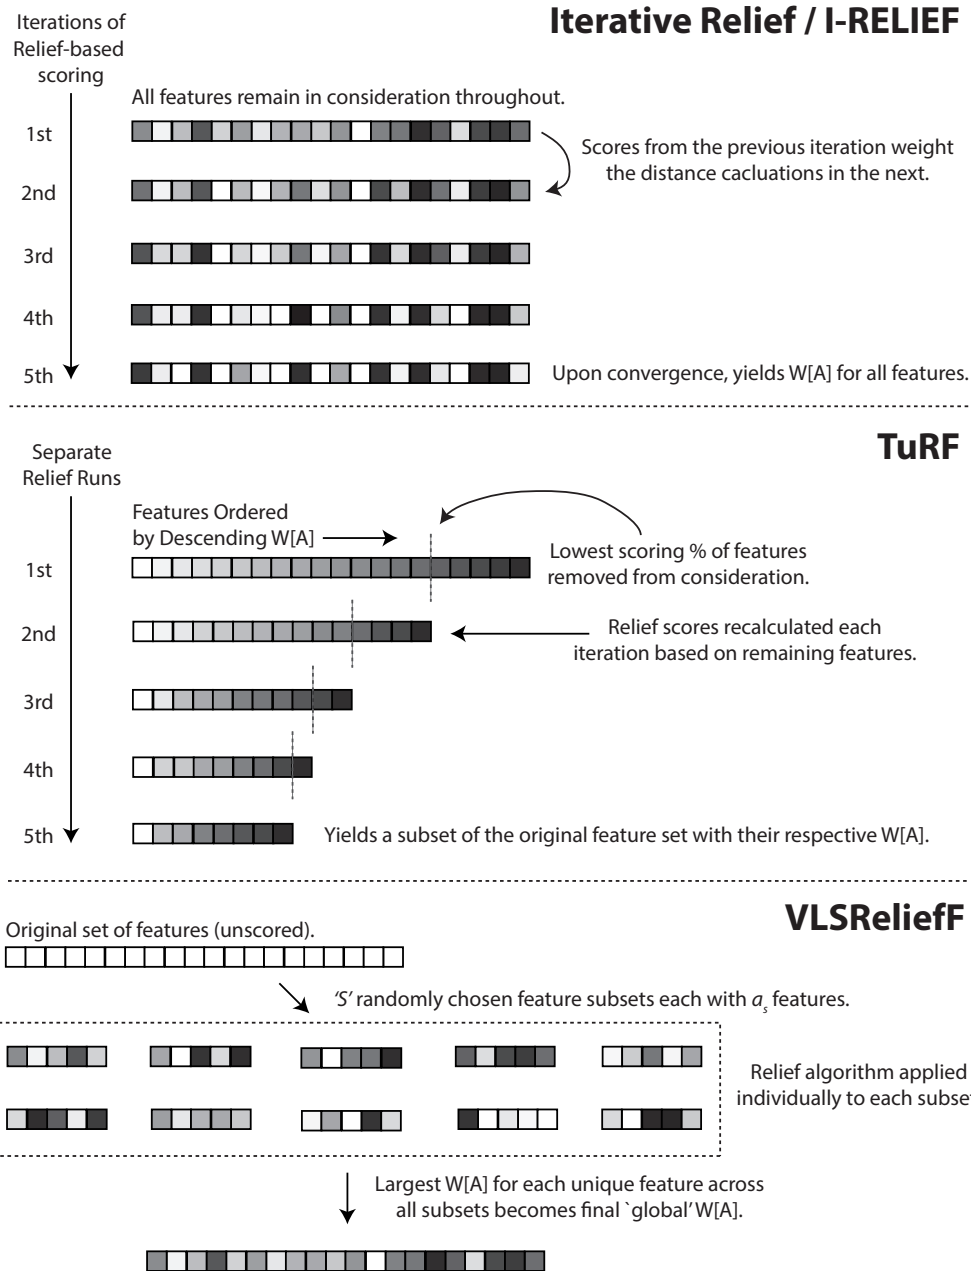 Iterative Relief / I-RELIEF
Iterations of
Relief-based
scoring
All features remain in consideration throughout.
1st
Scores from the previous iteration weight
the distance cacluations in the next.
2nd
3rd
4th
5th
Upon convergence, yields W[A] for all features.
TuRF
Separate
Relief Runs
Features Ordered
by Descending W[A]
Lowest scoring % of features
removed from consideration.
1st
2nd
Relief scores recalculated each
iteration based on remaining features.
3rd
4th
5th
Yields a subset of the original feature set with their respective W[A].
VLSReliefF
Original set of features (unscored).
'S' randomly chosen feature subsets each with a_s features.
Relief algorithm applied
individually to each subse
Largest W[A] for each unique feature across
all subsets becomes final `global' W[A].